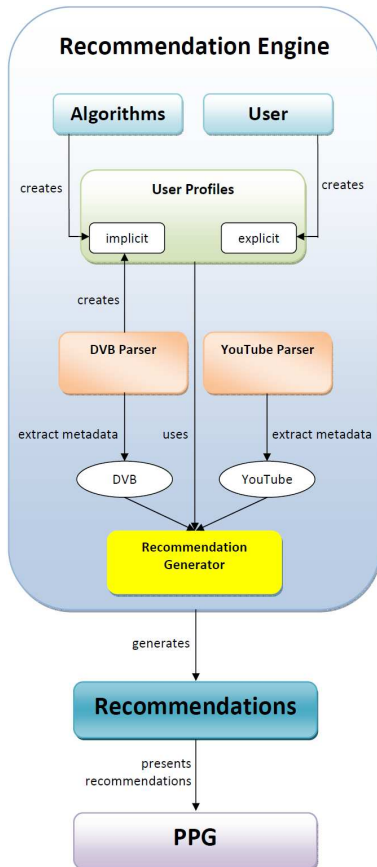 Recommendation Engine
Algorithms
User
creates
creates
User Profiles
implicit
explicit
creates
DVB Parser
YouTube Parser
extract metadata
uses
extract metadata
DVB
YouTube
Recommendation
Generator
generates
Recommendations
presents
recommendations
PPG